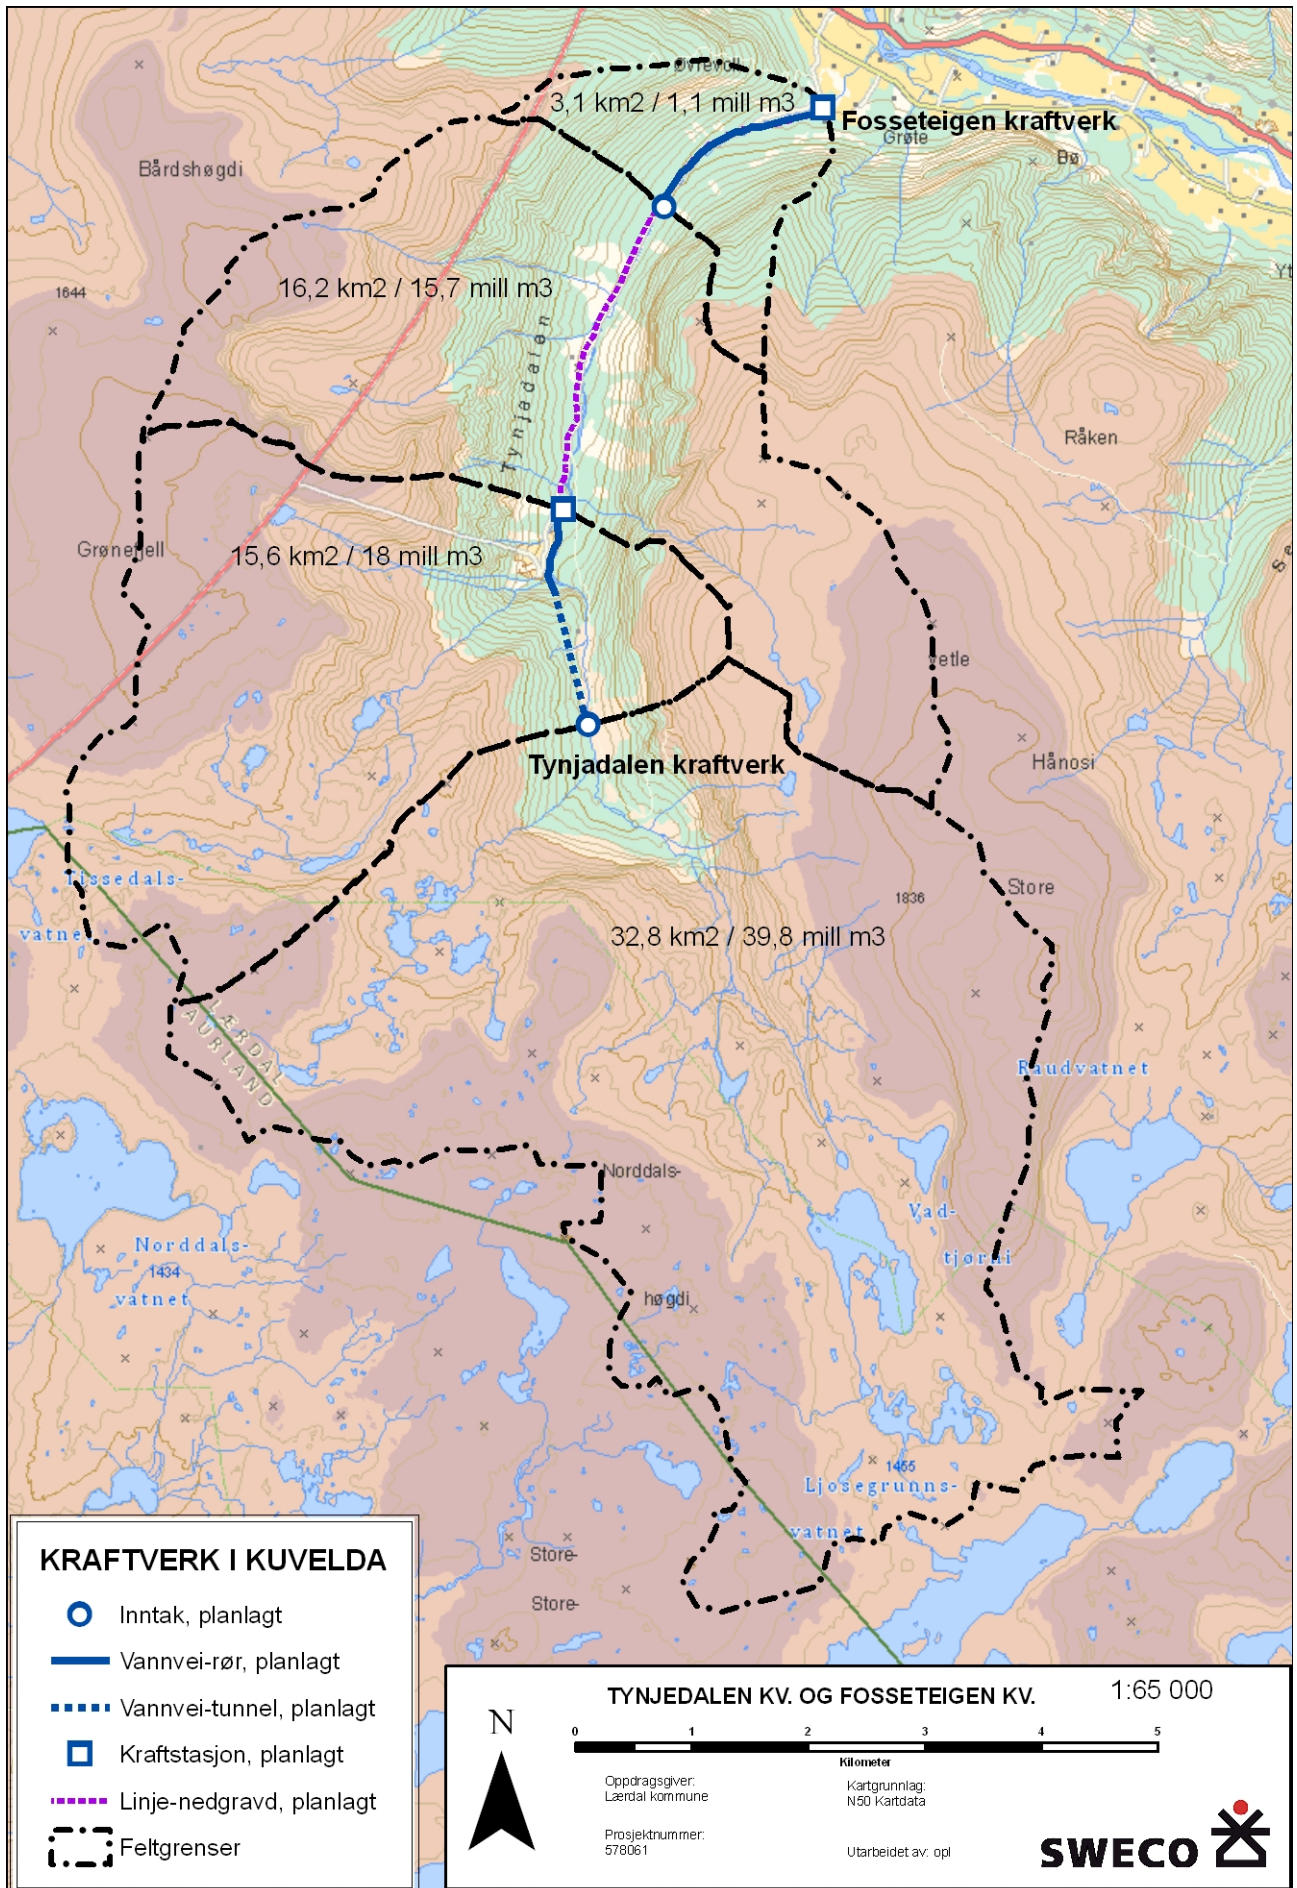 Øvrevoll
3,1 km2 / 1,1 mill m3
Fosseteigen kraftverk
Grøte
Bø
Bårdshøgdi
16,2 km2 / 15,7 mill m3
1644
Tynjadalen
Råken
Grønefjell
15,6 km2 / 18 mill m3
Vetle
Hånosi
Tynjadalen kraftverk
Tissedals-
vatnet
Store
1836
32,8 km2 / 39,8 mill m3
LÆRDAL
AURLAND
Raudvatnet
Norddals-
høgdi
Vad-
tjørni
Norddals-
1434
vatnet
1465
Ljosegrunns-
vatnet
Store-
Store-
KRAFTVERK I KUVELDA
Inntak, planlagt
Vannvei-rør, planlagt
Vannvei-tunnel, planlagt
Kraftstasjon, planlagt
Linje-nedgravd, planlagt
Feltgrenser
TYNJEDALEN KV. OG FOSSETEIGEN KV.
1:65 000
N
0 1 2 3 4 5
Kilometer
Oppdragsgiver:
Lærdal kommune
Kartgrunnlag:
N50 Kartdata
Prosjektnummer:
578061
Utarbeidet av: opl
SWECO